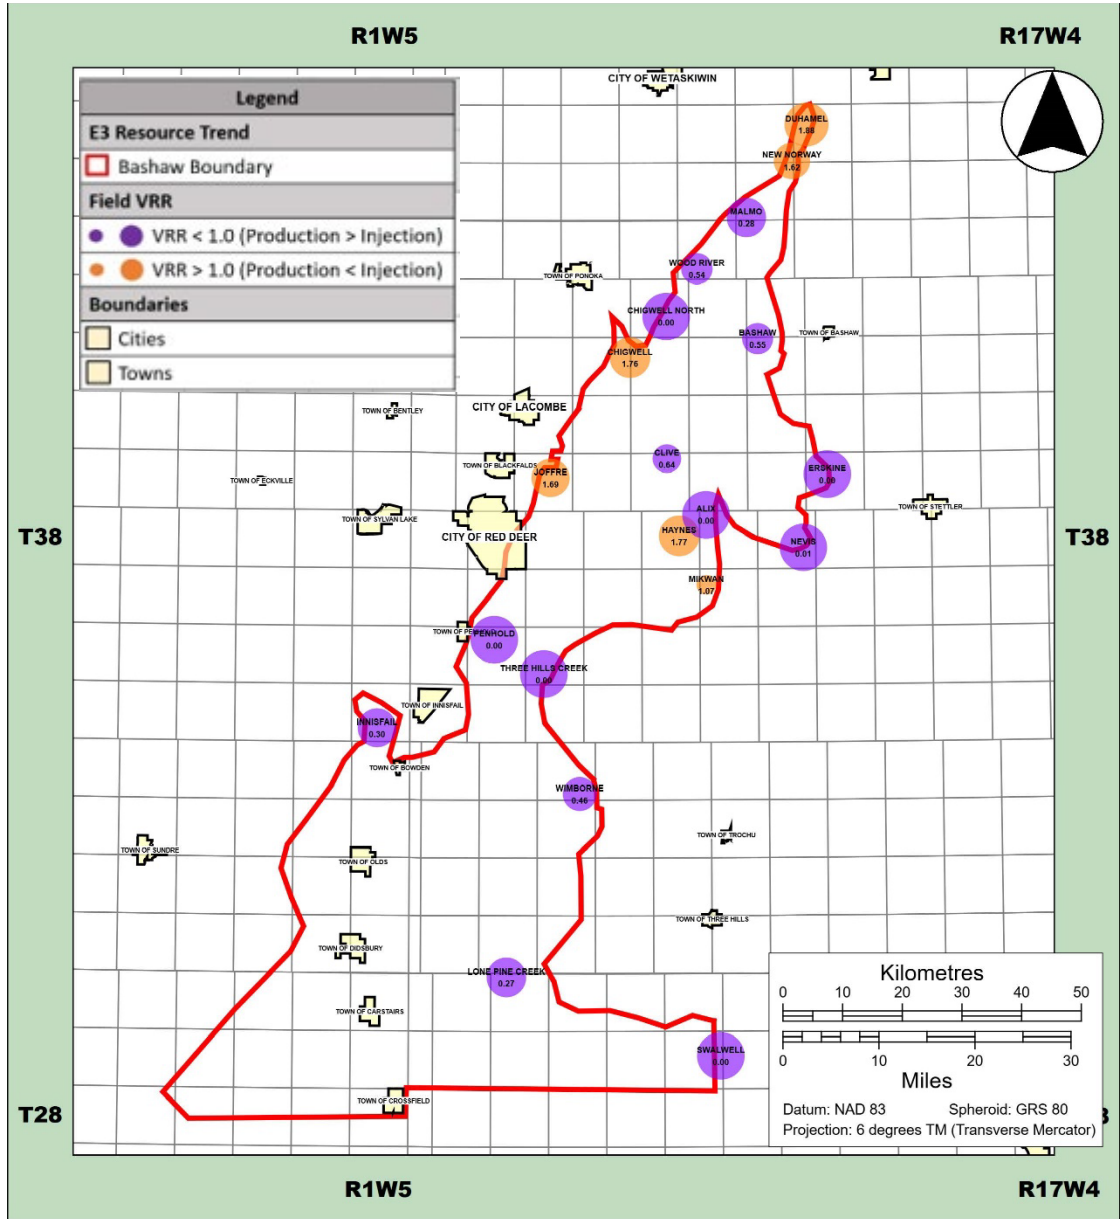 R1W5
R17W4
CITY OF WETASKIWIN
Legend
E3 Resource Trend
Bashaw Boundary
Field VRR
VRR < 1.0 (Production > Injection)
VRR > 1.0 (Production < Injection)
Boundaries
Cities
Towns
DUHAMEL
1.88
NEW NORWAY
1.62
MALMO
0.28
WOOD RIVER
0.54
TOWN OF PONOKA
CHIGWELL NORTH
0.00
BASHAW
0.55
TOWN OF BASHAW
CHIGWELL
1.76
TOWN OF BENTLEY
CITY OF LACOMBE
CLIVE
0.64
TOWN OF BLACKFALDS
JOFFRE
1.69
ERSKINE
0.00
TOWN OF ECKVILLE
TOWN OF STETTLER
ALIX
0.00
TOWN OF SYLVAN LAKE
T38
CITY OF RED DEER
HAYNES
1.77
NEVIS
0.01
T38
MIKWAN
1.07
TOWN OF
PENHOLD
0.00
THREE HILLS CREEK
0.00
TOWN OF INNISFAIL
INNISFAIL
0.30
TOWN OF BOWDEN
WIMBORNE
0.46
TOWN OF TROCHU
TOWN OF SUNDRE
TOWN OF OLDS
TOWN OF THREE HILLS
TOWN OF DIDSBURY
LONE PINE CREEK
0.27
TOWN OF CARSTAIRS
SWALWELL
0.00
TOWN OF CROSSFIELD
T28
Kilometres
0 10 20 30 40 50
0 10 20 30
Miles
Datum: NAD 83 Spheroid: GRS 80
Projection: 6 degrees TM (Transverse Mercator)
R1W5
R17W4